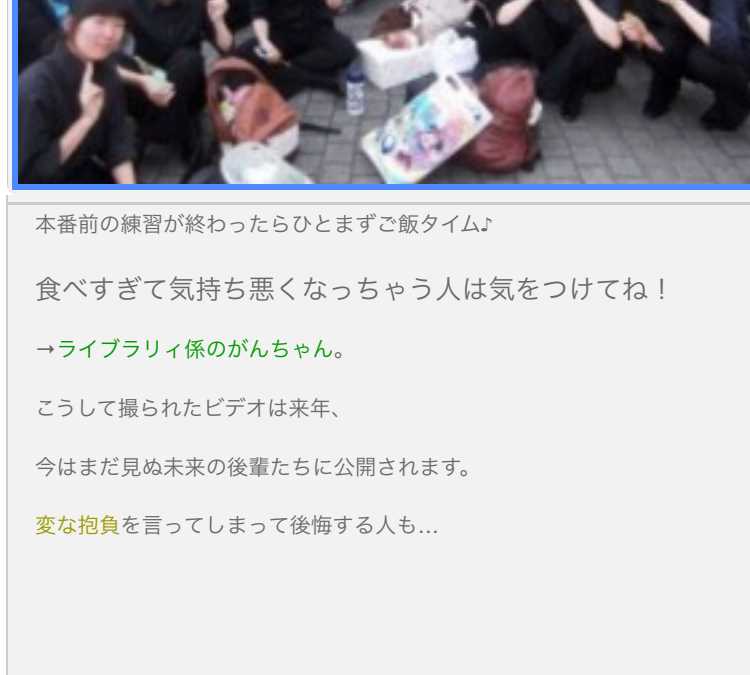 本番前の練習が終わったらひとまずご飯タイム♪
食べすぎて気持ち悪くなっちゃう人は気をつけてね！
→ライブラリィ係のがんちゃん。
こうして撮られたビデオは来年、
今はまだ見ぬ未来の後輩たちに公開されます。
変な抱負を言ってしまって後悔する人も…